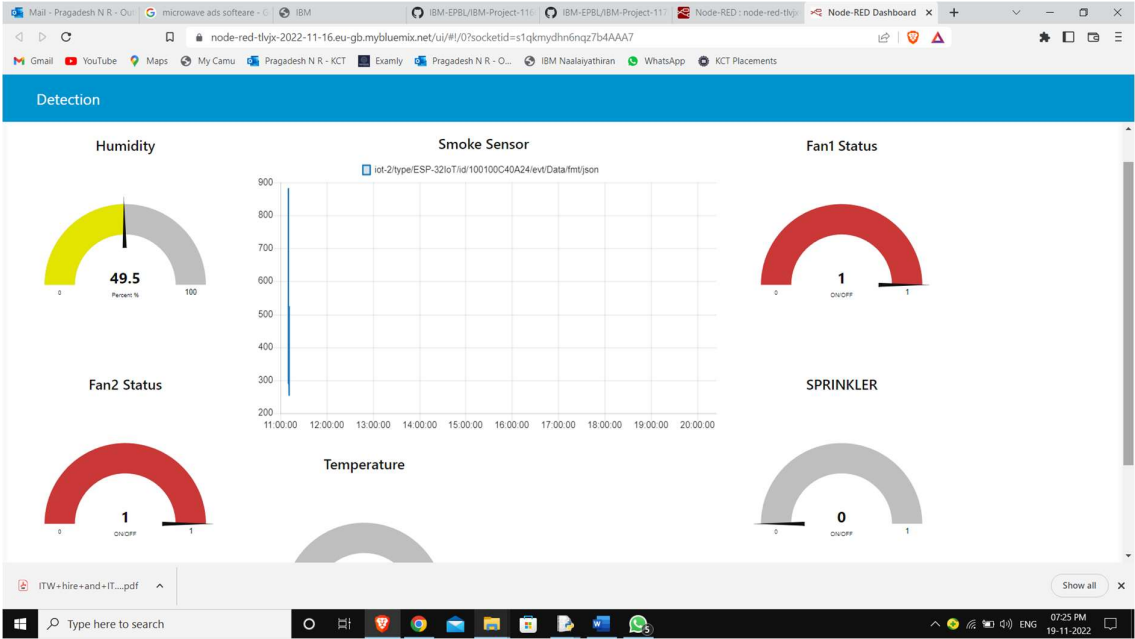 Mail - Pragadesh N R - Out
microwave ads softeare - G
IBM
IBM-EPBL/IBM-Project-116
IBM-EPBL/IBM-Project-117
Node-RED : node-red-tlvjx
Node-RED Dashboard
node-red-tlvjx-2022-11-16.eu-gb.mybluemix.net/ui/#!/0?socketid=s1qkmydhn6nqz7b4AAA7
Gmail YouTube Maps My Camu Pragadesh N R - KCT Examly Pragadesh N R - O... IBM Naalaiyathiran WhatsApp KCT Placements
Detection
Humidity
49.5
Percent %
0 100
Smoke Sensor
iot-2/type/ESP-32IoT/id/100100C40A24/evt/Data/fmt/json
900
800
700
600
500
400
300
200
11:00:00 12:00:00 13:00:00 14:00:00 15:00:00 16:00:00 17:00:00 18:00:00 19:00:00 20:00:00
Fan1 Status
1
ON/OFF
0 1
Fan2 Status
1
ON/OFF
0 1
Temperature
SPRINKLER
0
ON/OFF
0 1
ITW+hire+and+IT....pdf
Show all
Type here to search
5
ENG
07:25 PM
19-11-2022